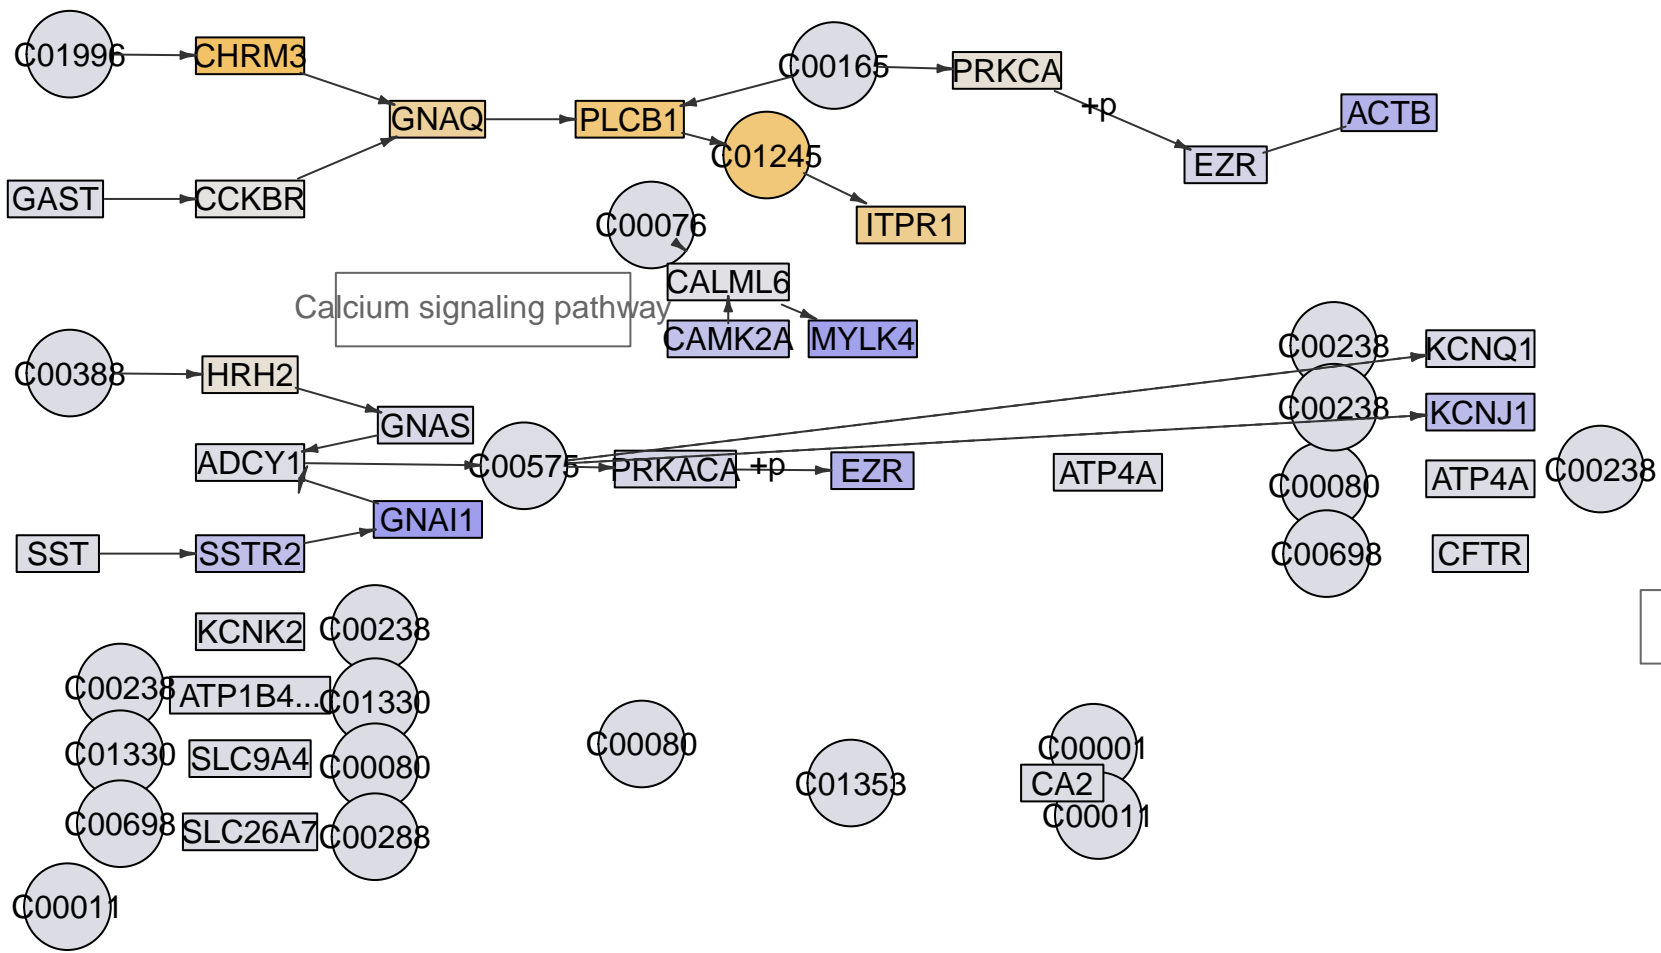 C01996
CHRM3
C00165
PRKCA
+p
ACTB
GNAQ
PLCB1
C01245
EZR
GAST
CCKBR
C00076
ITPR1
CALML6
Calcium signaling pathway
CAMK2A
MYLK4
C00238
KCNQ1
C00388
HRH2
C00238
KCNJ1
GNAS
ADCY1
C00575
PRKACA
+p
EZR
ATP4A
C00080
ATP4A
C00238
GNAI1
SST
SSTR2
C00698
CFTR
KCNK2
C00238
C00238
ATP1B4...
C01330
C01330
SLC9A4
C00080
C00080
C01353
C00001
CA2
C00011
C00698
SLC26A7
C00288
C00011